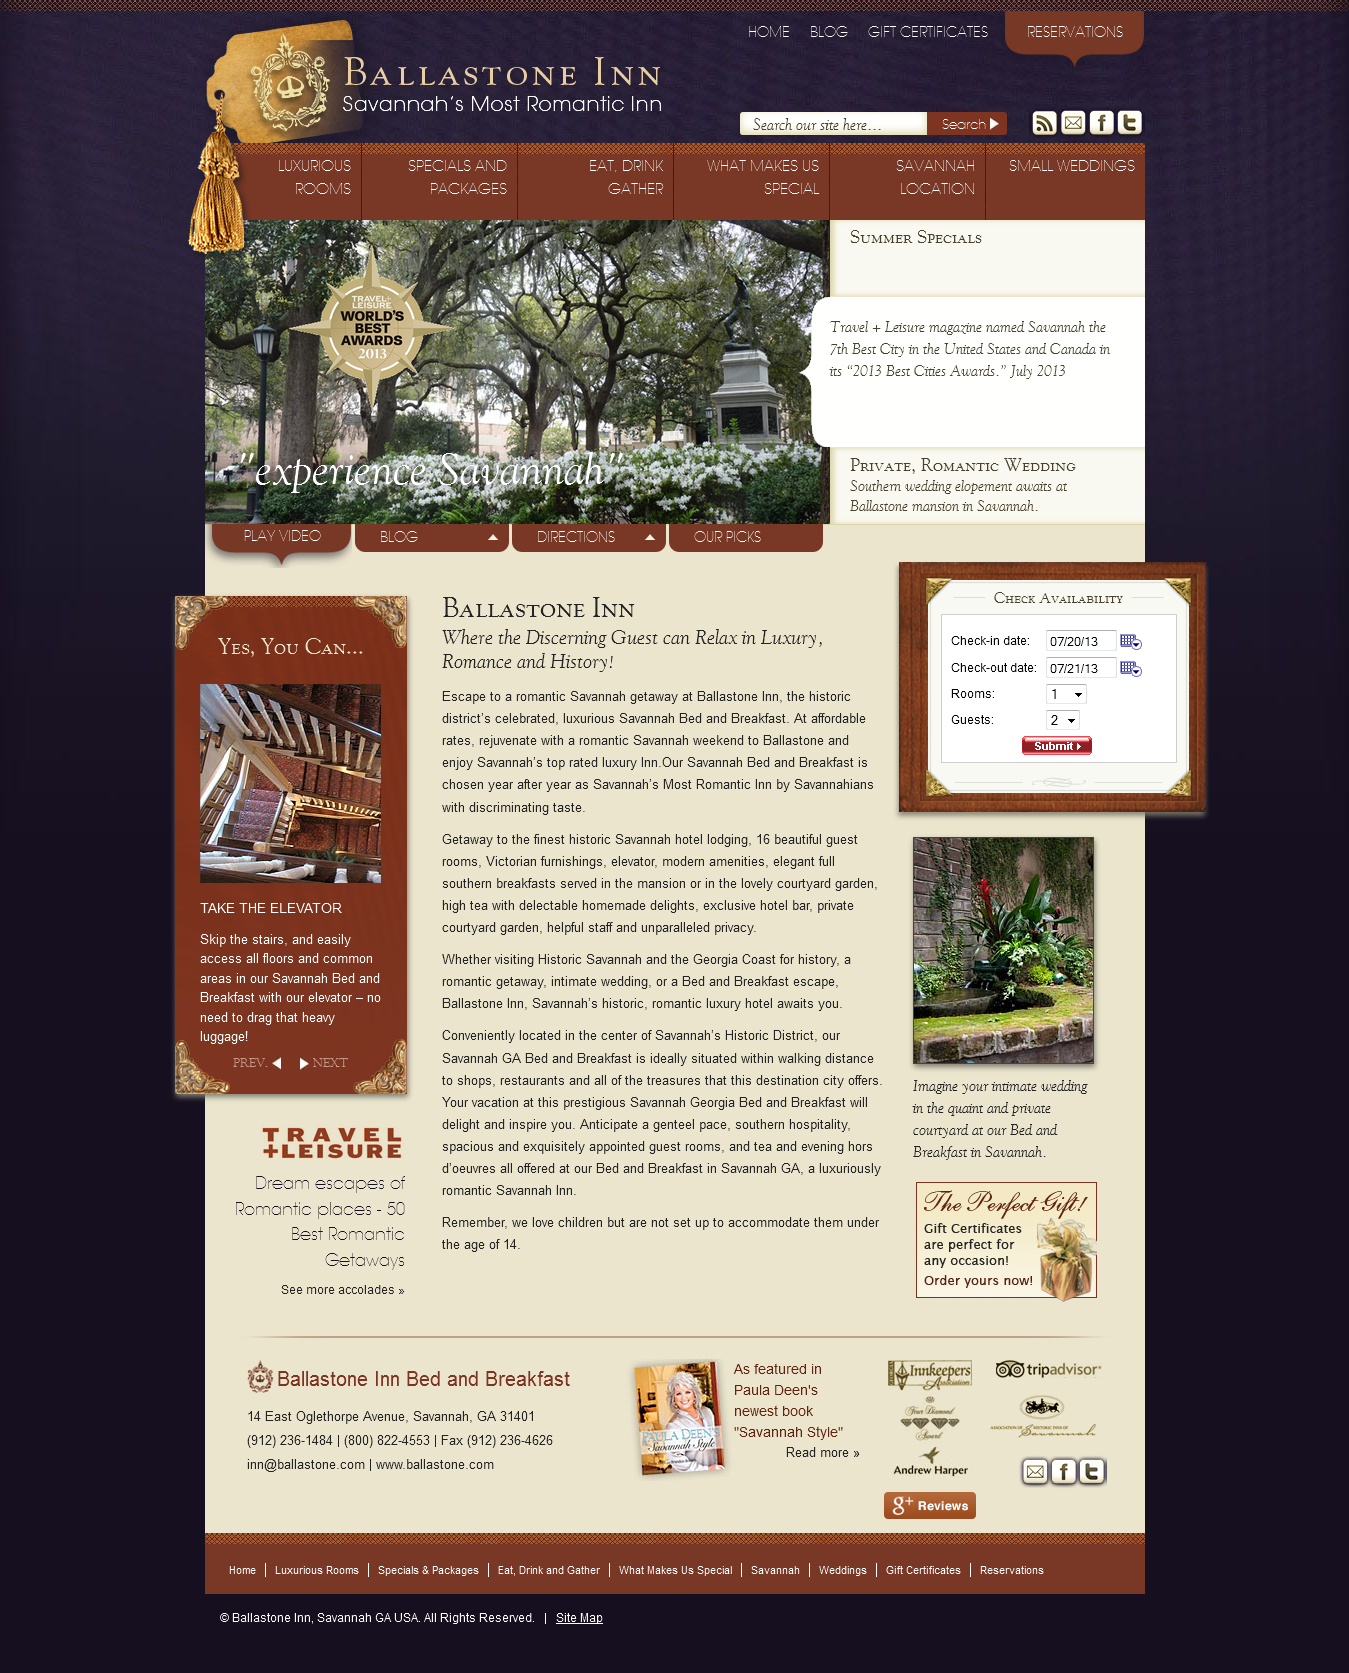 HOME BLOG GIFT CERTIFICATES RESERVATIONS
BALLASTONE INN
Savannah's Most Romantic Inn
Search our site here... Search
LUXURIOUS ROOMS
SPECIALS AND PACKAGES
EAT, DRINK GATHER
WHAT MAKES US SPECIAL
SAVANNAH LOCATION
SMALL WEDDINGS
TRAVEL+
LEISURE
WORLD'S
BEST
AWARDS
2013
"experience Savannah"
SUMMER SPECIALS
Travel + Leisure magazine named Savannah the
7th Best City in the United States and Canada in
its “2013 Best Cities Awards.” July 2013
PRIVATE, ROMANTIC WEDDING
Southern wedding elopement awaits at
Ballastone mansion in Savannah.
PLAY VIDEO BLOG DIRECTIONS OUR PICKS
YES, YOU CAN...
TAKE THE ELEVATOR
Skip the stairs, and easily
access all floors and common
areas in our Savannah Bed and
Breakfast with our elevator – no
need to drag that heavy
luggage!
PREV. NEXT
TRAVEL
+LEISURE
Dream escapes of
Romantic places - 50
Best Romantic
Getaways
See more accolades »
BALLASTONE INN
Where the Discerning Guest can Relax in Luxury,
Romance and History!
Escape to a romantic Savannah getaway at Ballastone Inn, the historic
district’s celebrated, luxurious Savannah Bed and Breakfast. At affordable
rates, rejuvenate with a romantic Savannah weekend to Ballastone and
enjoy Savannah’s top rated luxury Inn.Our Savannah Bed and Breakfast is
chosen year after year as Savannah’s Most Romantic Inn by Savannahians
with discriminating taste.
Getaway to the finest historic Savannah hotel lodging, 16 beautiful guest
rooms, Victorian furnishings, elevator, modern amenities, elegant full
southern breakfasts served in the mansion or in the lovely courtyard garden,
high tea with delectable homemade delights, exclusive hotel bar, private
courtyard garden, helpful staff and unparalleled privacy.
Whether visiting Historic Savannah and the Georgia Coast for history, a
romantic getaway, intimate wedding, or a Bed and Breakfast escape,
Ballastone Inn, Savannah’s historic, romantic luxury hotel awaits you.
Conveniently located in the center of Savannah’s Historic District, our
Savannah GA Bed and Breakfast is ideally situated within walking distance
to shops, restaurants and all of the treasures that this destination city offers.
Your vacation at this prestigious Savannah Georgia Bed and Breakfast will
delight and inspire you. Anticipate a genteel pace, southern hospitality,
spacious and exquisitely appointed guest rooms, and tea and evening hors
d’oeuvres all offered at our Bed and Breakfast in Savannah GA, a luxuriously
romantic Savannah Inn.
Remember, we love children but are not set up to accommodate them under
the age of 14.
CHECK AVAILABILITY
Check-in date: 07/20/13
Check-out date: 07/21/13
Rooms: 1
Guests: 2
Submit
Imagine your intimate wedding
in the quaint and private
courtyard at our Bed and
Breakfast in Savannah.
The Perfect Gift!
Gift Certificates
are perfect for
any occasion!
Order yours now!
Ballastone Inn Bed and Breakfast
14 East Oglethorpe Avenue, Savannah, GA 31401
(912) 236-1484 | (800) 822-4553 | Fax (912) 236-4626
inn@ballastone.com | www.ballastone.com
PAULA DEEN'S
Savannah Style
As featured in
Paula Deen's
newest book
"Savannah Style"
Read more »
Innkeepers
Association
Four Diamond
Award
Andrew Harper
g+ Reviews
tripadvisor
ASSOCIATION OF HISTORIC INNS OF
Savannah
Home | Luxurious Rooms | Specials & Packages | Eat, Drink and Gather | What Makes Us Special | Savannah | Weddings | Gift Certificates | Reservations
© Ballastone Inn, Savannah GA USA. All Rights Reserved. | Site Map